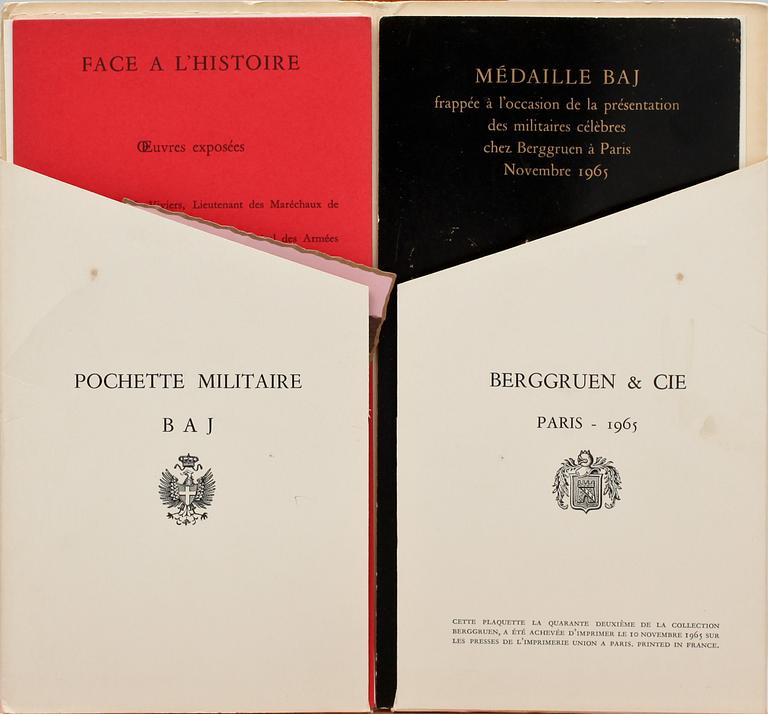 FACE A L'HISTOIRE
Œuvres exposées
Viviers, Lieutenant des Maréchaux de
des Armées
POCHETTE MILITAIRE
BAJ
MÉDAILLE BAJ
frappée à l'occasion de la présentation
des militaires célèbres
chez Berggruen à Paris
Novembre 1965
BERGGRUEN & CIE
PARIS - 1965
CETTE PLAQUETTE LA QUARANTE DEUXIÈME DE LA COLLECTION
BERGGRUEN, A ÉTÉ ACHEVÉE D'IMPRIMER LE 10 NOVEMBRE 1965 SUR
LES PRESSES DE L'IMPRIMERIE UNION A PARIS. PRINTED IN FRANCE.